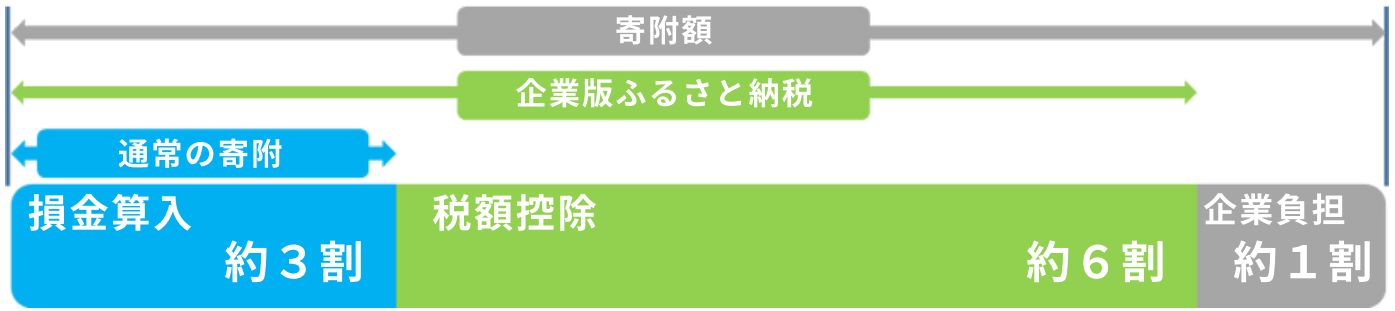 寄附額
企業版ふるさと納税
通常の寄附
損金算入
約３割
税額控除
約６割
企業負担
約１割